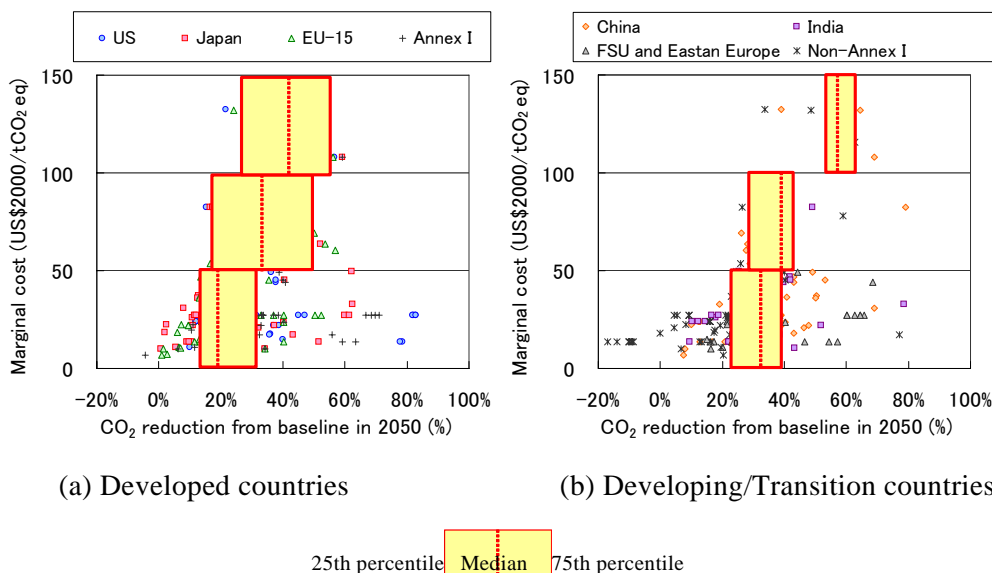 US Japan EU-15 Annex I
China India
FSU and Eastan Europe Non-Annex I
Marginal cost (US$2000/tCO2 eq)
150
100
50
0
-20% 0% 20% 40% 60% 80% 100%
CO2 reduction from baseline in 2050 (%)
(a) Developed countries
Marginal cost (US$2000/tCO2 eq)
150
100
50
0
-20% 0% 20% 40% 60% 80% 100%
CO2 reduction from baseline in 2050 (%)
(b) Developing/Transition countries
25th percentile Median 75th percentile